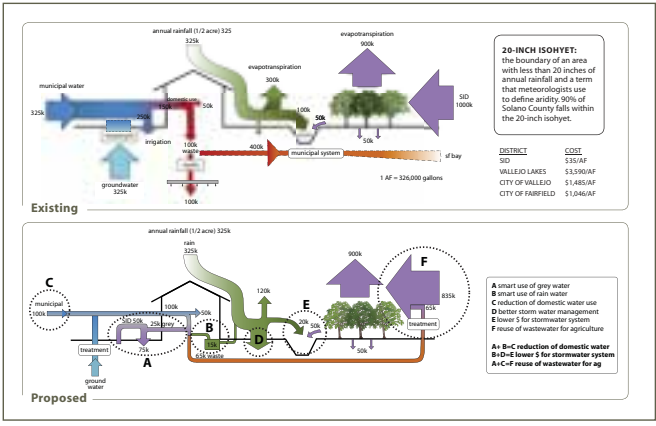 annual rainfall (1/2 acre) 325
325k
evapotranspiration
900k
evapotranspiration
300k
municipal water
325k
domestic use
150k
50k
250k
irrigation
100k
waste
100k
groundwater
325k
100k
50k
400k
municipal system
50k
SID
1000k
sf bay
1 AF = 326,000 gallons
20-INCH ISOHYET:
the boundary of an area
with less than 20 inches of
annual rainfall and a term
that meteorologists use
to define aridity. 90% of
Solano County falls within
the 20-inch isohyet.
DISTRICT COST
SID $35/AF
VALLEJO LAKES $3,590/AF
CITY OF VALLEJO $1,485/AF
CITY OF FAIRFIELD $1,046/AF
Existing
annual rainfall (1/2 acre) 325k
rain
325k
C
municipal
100k
100k
50k
SID 50k
25k grey
75k
A
treatment
ground
water
B
75k
65k waste
120k
D
E
20k
50k
900k
50k
F
835k
65k
treatment
A smart use of grey water
B smart use of rain water
C reduction of domestic water use
D better storm water management
E lower $ for stormwater system
F reuse of wastewater for agriculture
A+ B=C reduction of domestic water
B+D=E lower $ for stormwater system
A+C=F reuse of wastewater for ag
Proposed